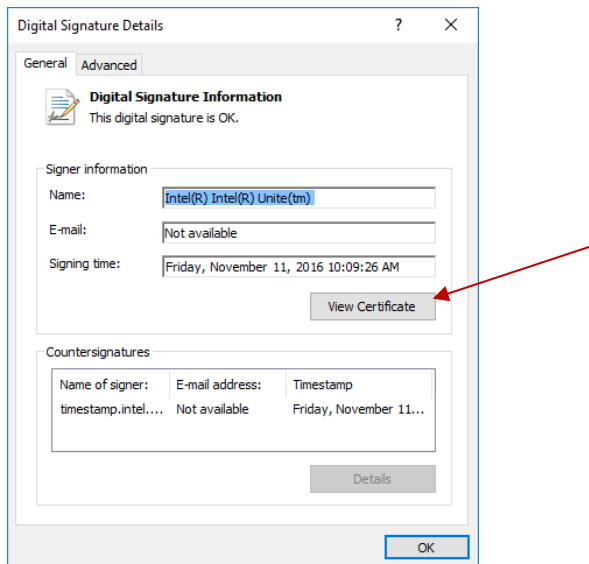 Digital Signature Details ? ×
General Advanced
Digital Signature Information
This digital signature is OK.
Signer information
Name: Intel(R) Intel(R) Unite(tm)
E-mail: Not available
Signing time: Friday, November 11, 2016 10:09:26 AM
View Certificate
Countersignatures
Name of signer: E-mail address: Timestamp
timestamp.intel.... Not available Friday, November 11...
Details
OK